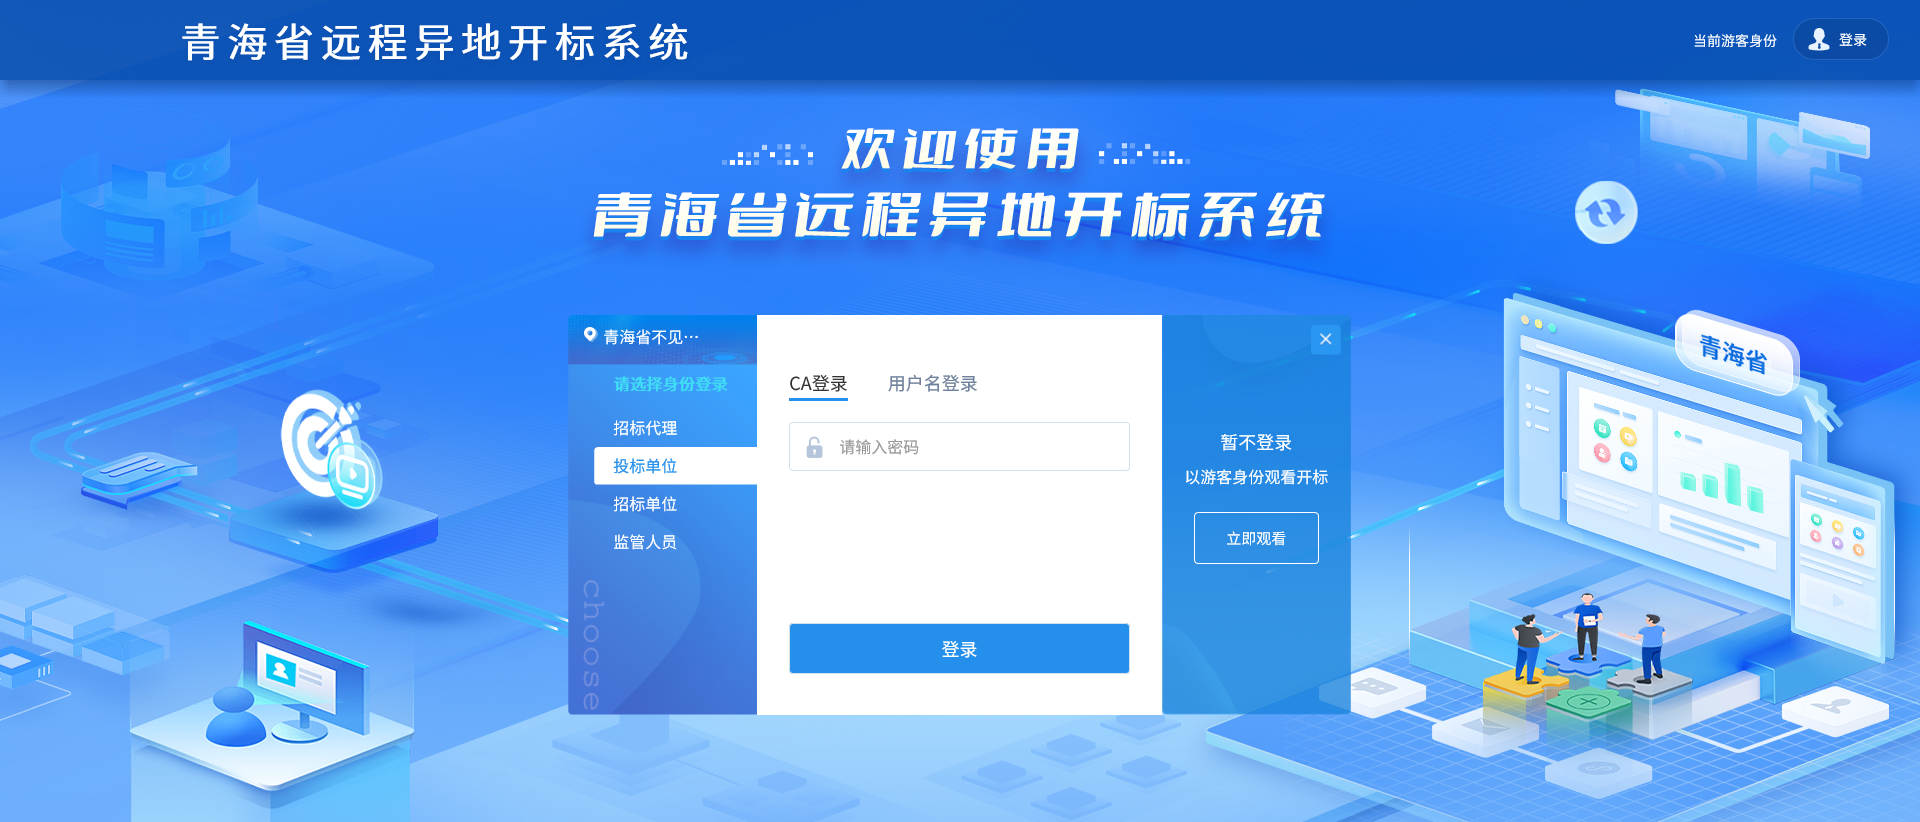 青海省远程异地开标系统
当前游客身份
登录
欢迎使用
青海省远程异地开标系统
青海省不见…
请选择身份登录
招标代理
投标单位
招标单位
监管人员
choose
CA登录
用户名登录
请输入密码
登录
暂不登录
以游客身份观看开标
立即观看
青海省